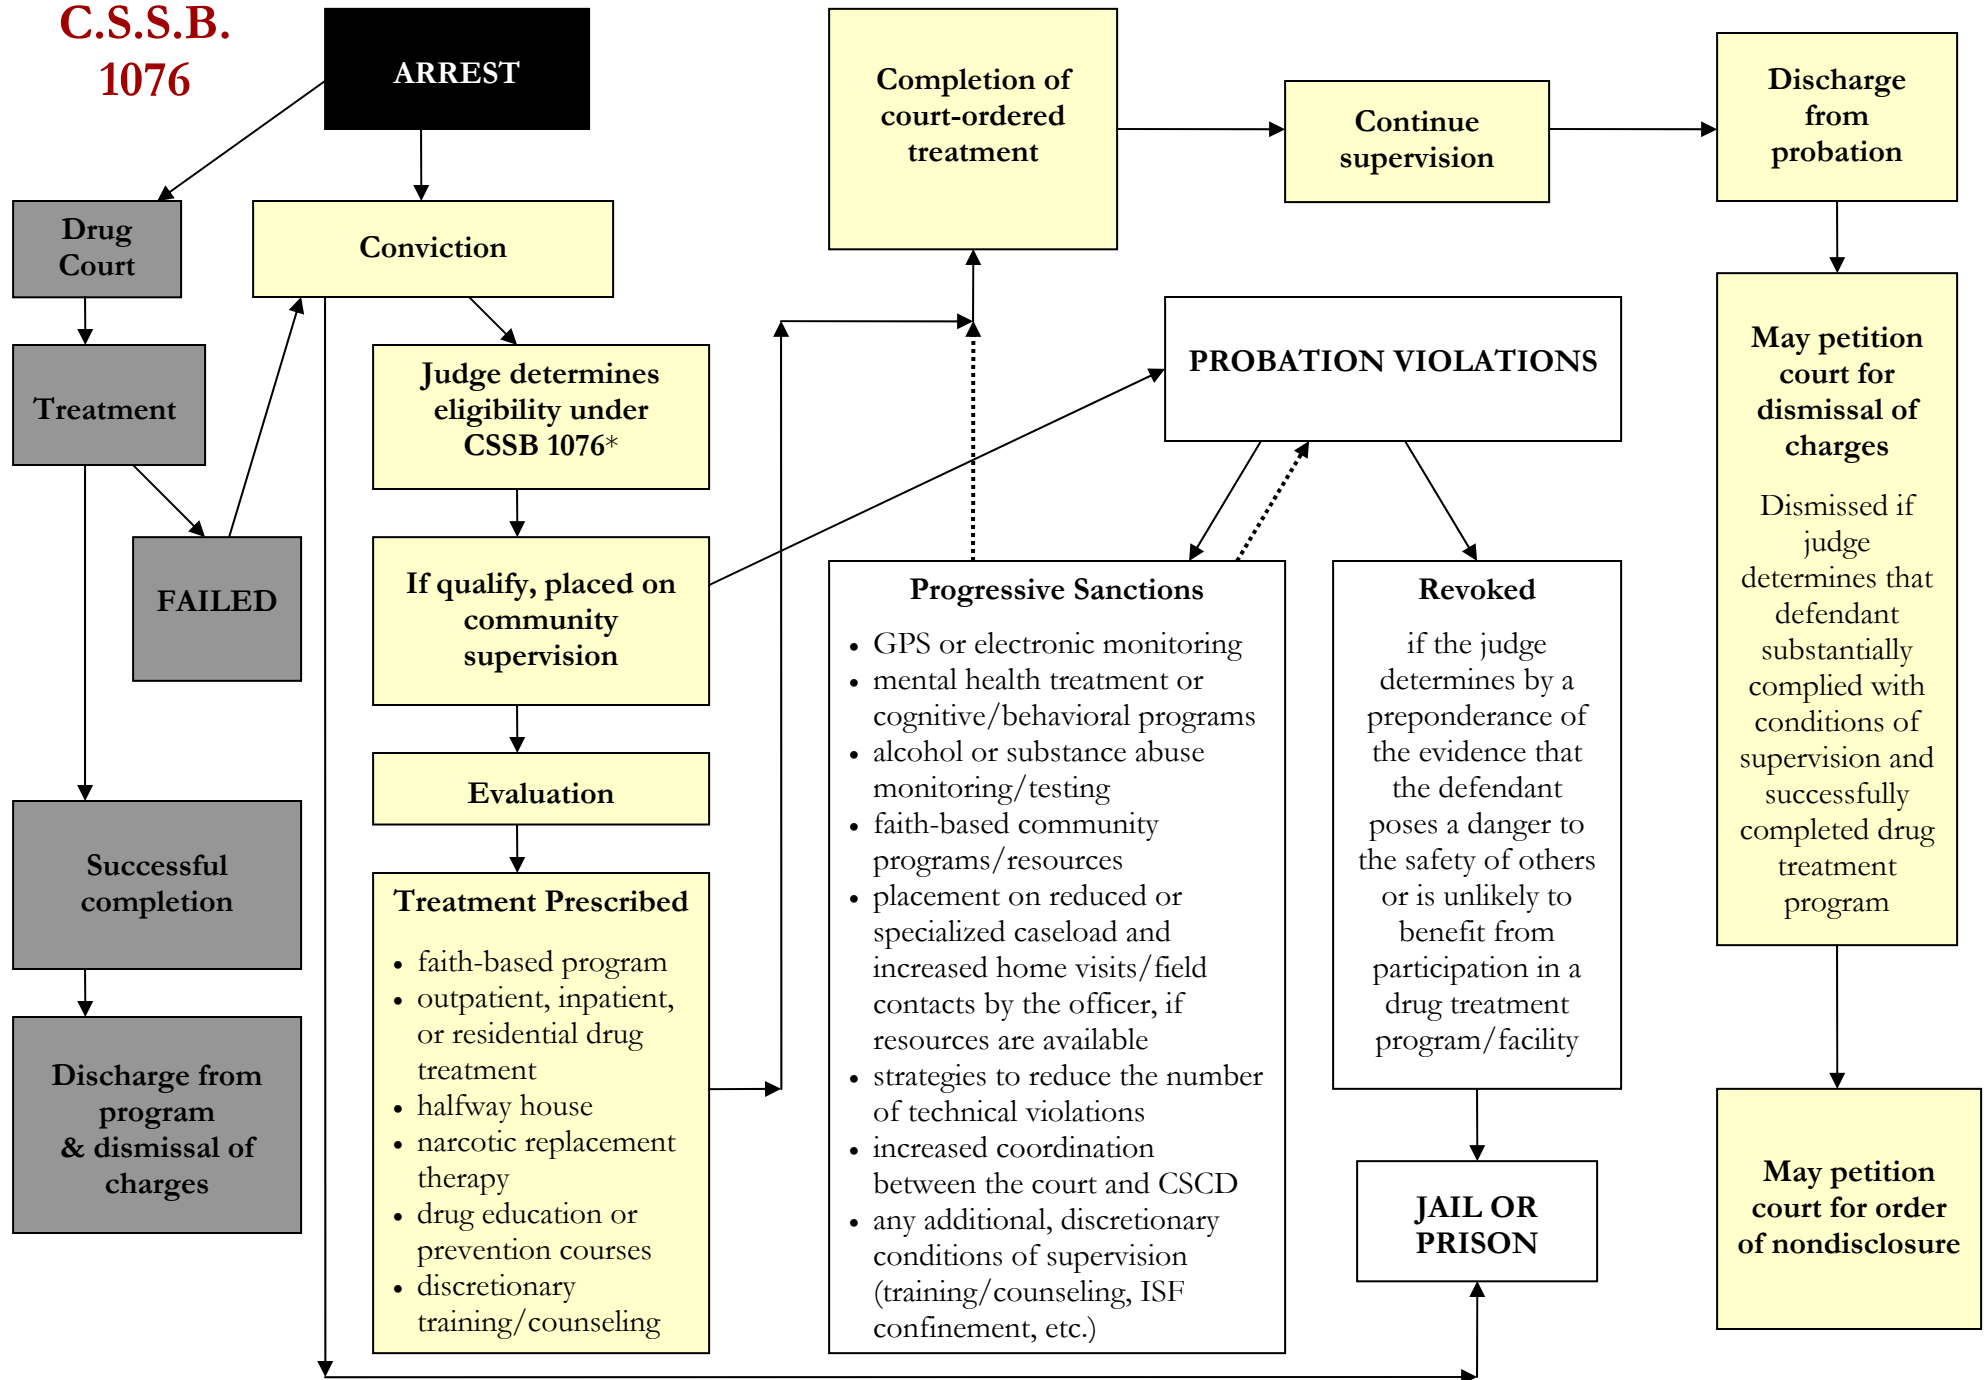 C.S.S.B.
1076
ARREST
Drug
Court
Treatment
FAILED
Successful
completion
Discharge from
program
& dismissal of
charges
Conviction
Judge determines
eligibility under
CSSB 1076*
If qualify, placed on
community
supervision
Evaluation
Treatment Prescribed
• faith-based program
• outpatient, inpatient,
or residential drug
treatment
• halfway house
• narcotic replacement
therapy
• drug education or
prevention courses
• discretionary
training/counseling
Completion of
court-ordered
treatment
Continue
supervision
Discharge
from
probation
PROBATION VIOLATIONS
Progressive Sanctions
• GPS or electronic monitoring
• mental health treatment or
cognitive/behavioral programs
• alcohol or substance abuse
monitoring/testing
• faith-based community
programs/resources
• placement on reduced or
specialized caseload and
increased home visits/field
contacts by the officer, if
resources are available
• strategies to reduce the number
of technical violations
• increased coordination
between the court and CSCD
• any additional, discretionary
conditions of supervision
(training/counseling, ISF
confinement, etc.)
Revoked
if the judge
determines by a
preponderance of
the evidence that
the defendant
poses a danger to
the safety of others
or is unlikely to
benefit from
participation in a
drug treatment
program/facility
JAIL OR
PRISON
May petition
court for
dismissal of
charges
Dismissed if
judge
determines that
defendant
substantially
complied with
conditions of
supervision and
successfully
completed drug
treatment
program
May petition
court for order
of nondisclosure